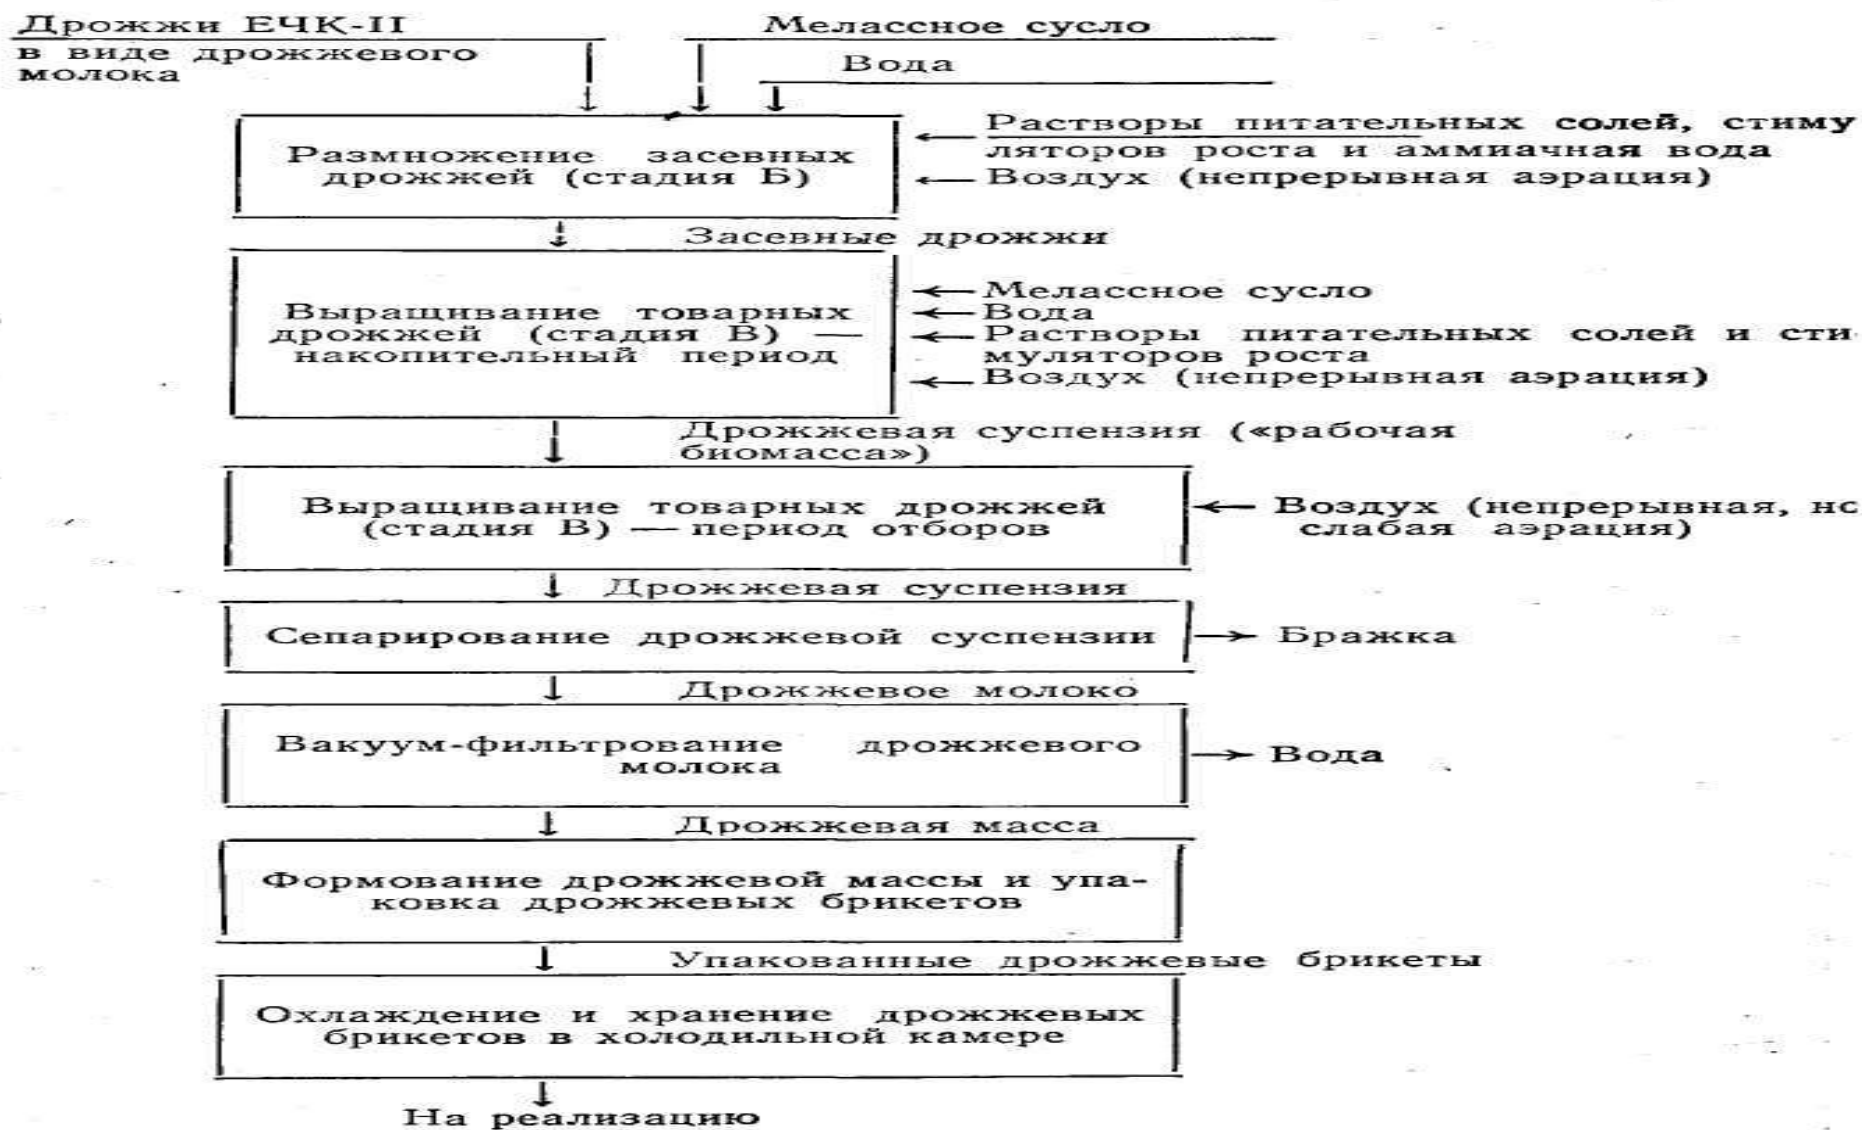 Дрожжи ЕЧК-II
в виде дрожжевого
молока
Мелассное сусло
Вода
Размножение засевных
дрожжей (стадия Б)
Растворы питательных солей, стиму
ляторов роста и аммиачная вода
Воздух (непрерывная аэрация)
Засевные дрожжи
Выращивание товарных
дрожжей (стадия В) —
накопительный период
Мелассное сусло
Вода
Растворы питательных солей и сти
муляторов роста
Воздух (непрерывная аэрация)
Дрожжевая суспензия («рабочая
биомасса»)
Выращивание товарных дрожжей
(стадия В) — период отборов
Воздух (непрерывная, но
слабая аэрация)
Дрожжевая суспензия
Сепарирование дрожжевой суспензии
Бражка
Дрожжевое молоко
Вакуум-фильтрование дрожжевого
молока
Вода
Дрожжевая масса
Формование дрожжевой массы и упа-
ковка дрожжевых брикетов
Упакованные дрожжевые брикеты
Охлаждение и хранение дрожжевых
брикетов в холодильной камере
На реализацию